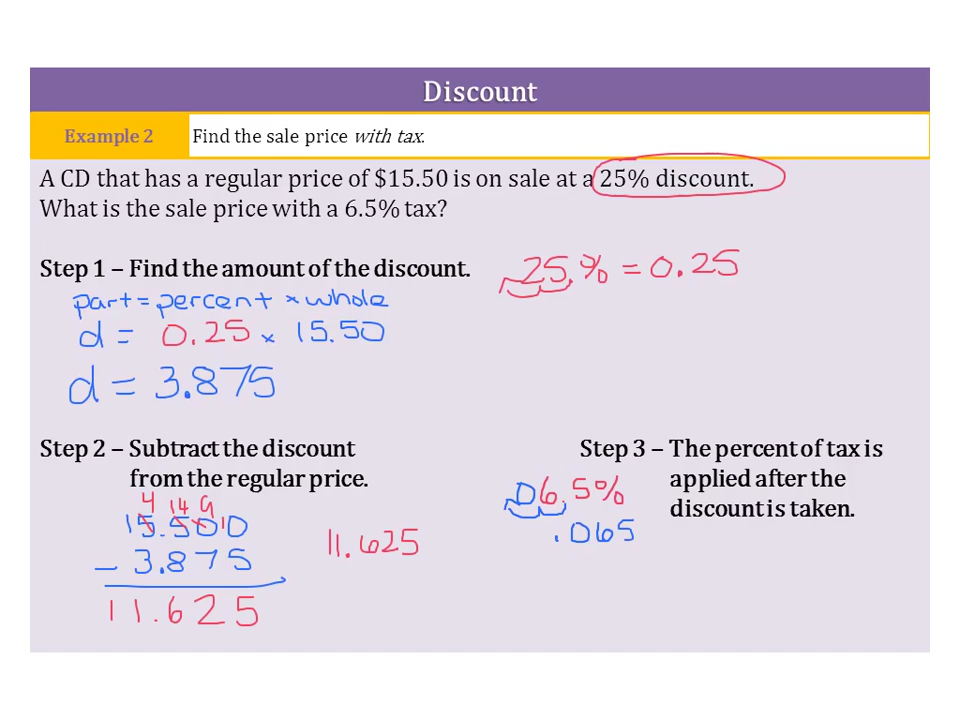 Discount
Example 2
Find the sale price with tax.
A CD that has a regular price of $15.50 is on sale at a 25% discount.
What is the sale price with a 6.5% tax?
Step 1 – Find the amount of the discount.
25.% = 0.25
part = percent × whole
d = 0.25 × 15.50
d = 3.875
Step 2 – Subtract the discount
from the regular price.
4 14 9
15.500
- 3.875
11.625
11.625
Step 3 – The percent of tax is
applied after the
discount is taken.
06.5%
.065